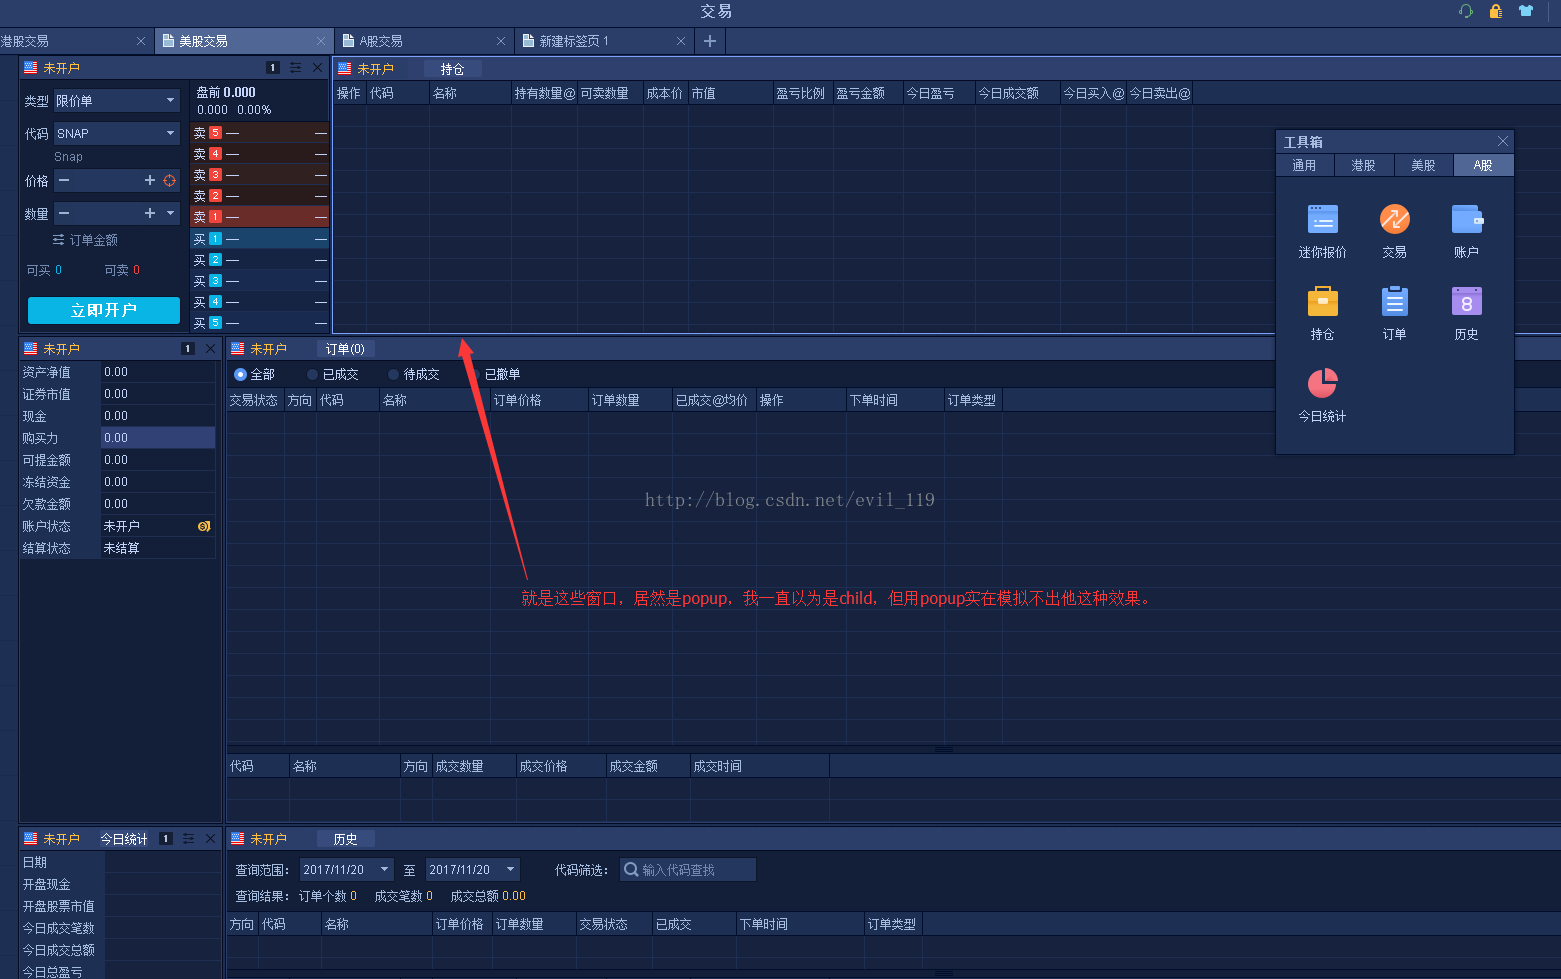 交易
港股交易
美股交易
A股交易
新建标签页 1
未开户 1
类型 限价单
代码 SNAP
Snap
价格
数量
订单金额
可买 0 可卖 0
立即开户
盘前 0.000
0.000 0.00%
卖 5 — —
卖 4 — —
卖 3 — —
卖 2 — —
卖 1 — —
买 1 — —
买 2 — —
买 3 — —
买 4 — —
买 5 — —
未开户 持仓
操作 代码 名称 持有数量@ 可卖数量 成本价 市值 盈亏比例 盈亏金额 今日盈亏 今日成交额 今日买入@ 今日卖出@
工具箱
通用 港股 美股 A股
迷你报价 交易 账户
8
持仓 订单 历史
今日统计
未开户 1
资产净值 0.00
证券市值 0.00
现金 0.00
购买力 0.00
可提金额 0.00
冻结资金 0.00
欠款金额 0.00
账户状态 未开户
结算状态 未结算
未开户 订单(0)
全部 已成交 待成交 已撤单
交易状态 方向 代码 名称 订单价格 订单数量 已成交@均价 操作 下单时间 订单类型
http://blog.csdn.net/evil_119
就是这些窗口，居然是popup，我一直以为是child，但用popup实在模拟不出他这种效果。
代码 名称 方向 成交数量 成交价格 成交金额 成交时间
未开户 今日统计 1
日期
开盘现金
开盘股票市值
今日成交笔数
今日成交总额
今日总盈亏
未开户 历史
查询范围: 2017/11/20 至 2017/11/20 代码筛选: 输入代码查找
查询结果: 订单个数 0 成交笔数 0 成交总额 0.00
方向 代码 名称 订单价格 订单数量 交易状态 已成交 下单时间 订单类型